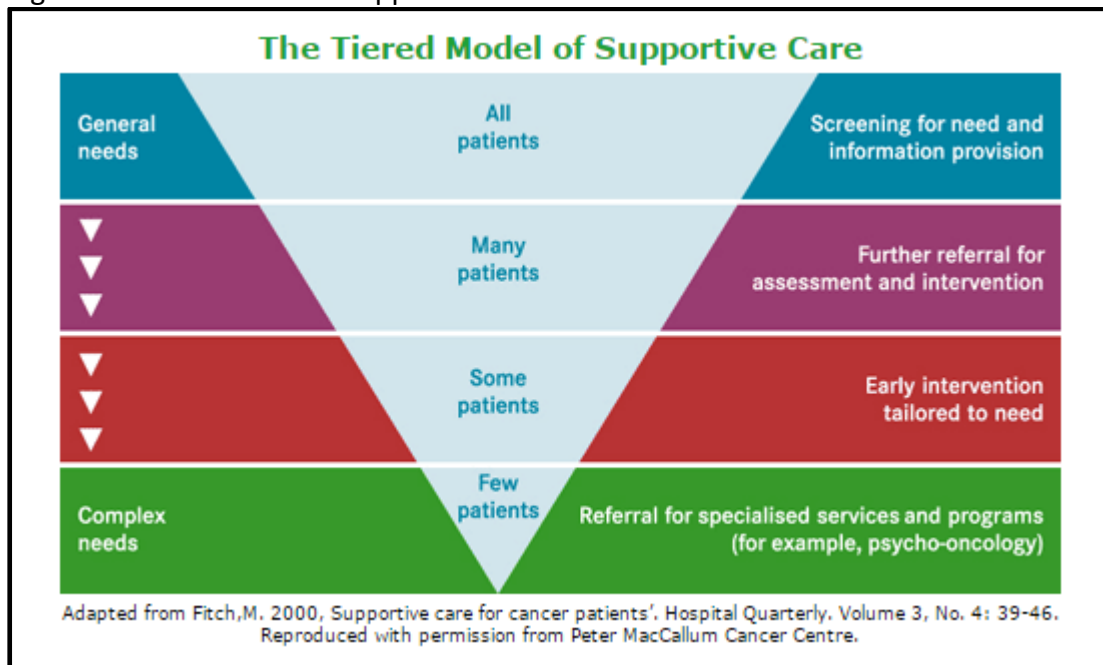 The Tiered Model of Supportive Care
General
needs
All
patients
Screening for need and
information provision
Many
patients
Further referral for
assessment and intervention
Some
patients
Early intervention
tailored to need
Complex
needs
Few
patients
Referral for specialised services and programs
(for example, psycho-oncology)
Adapted from Fitch,M. 2000, Supportive care for cancer patients’. Hospital Quarterly. Volume 3, No. 4: 39-46.
Reproduced with permission from Peter MacCallum Cancer Centre.